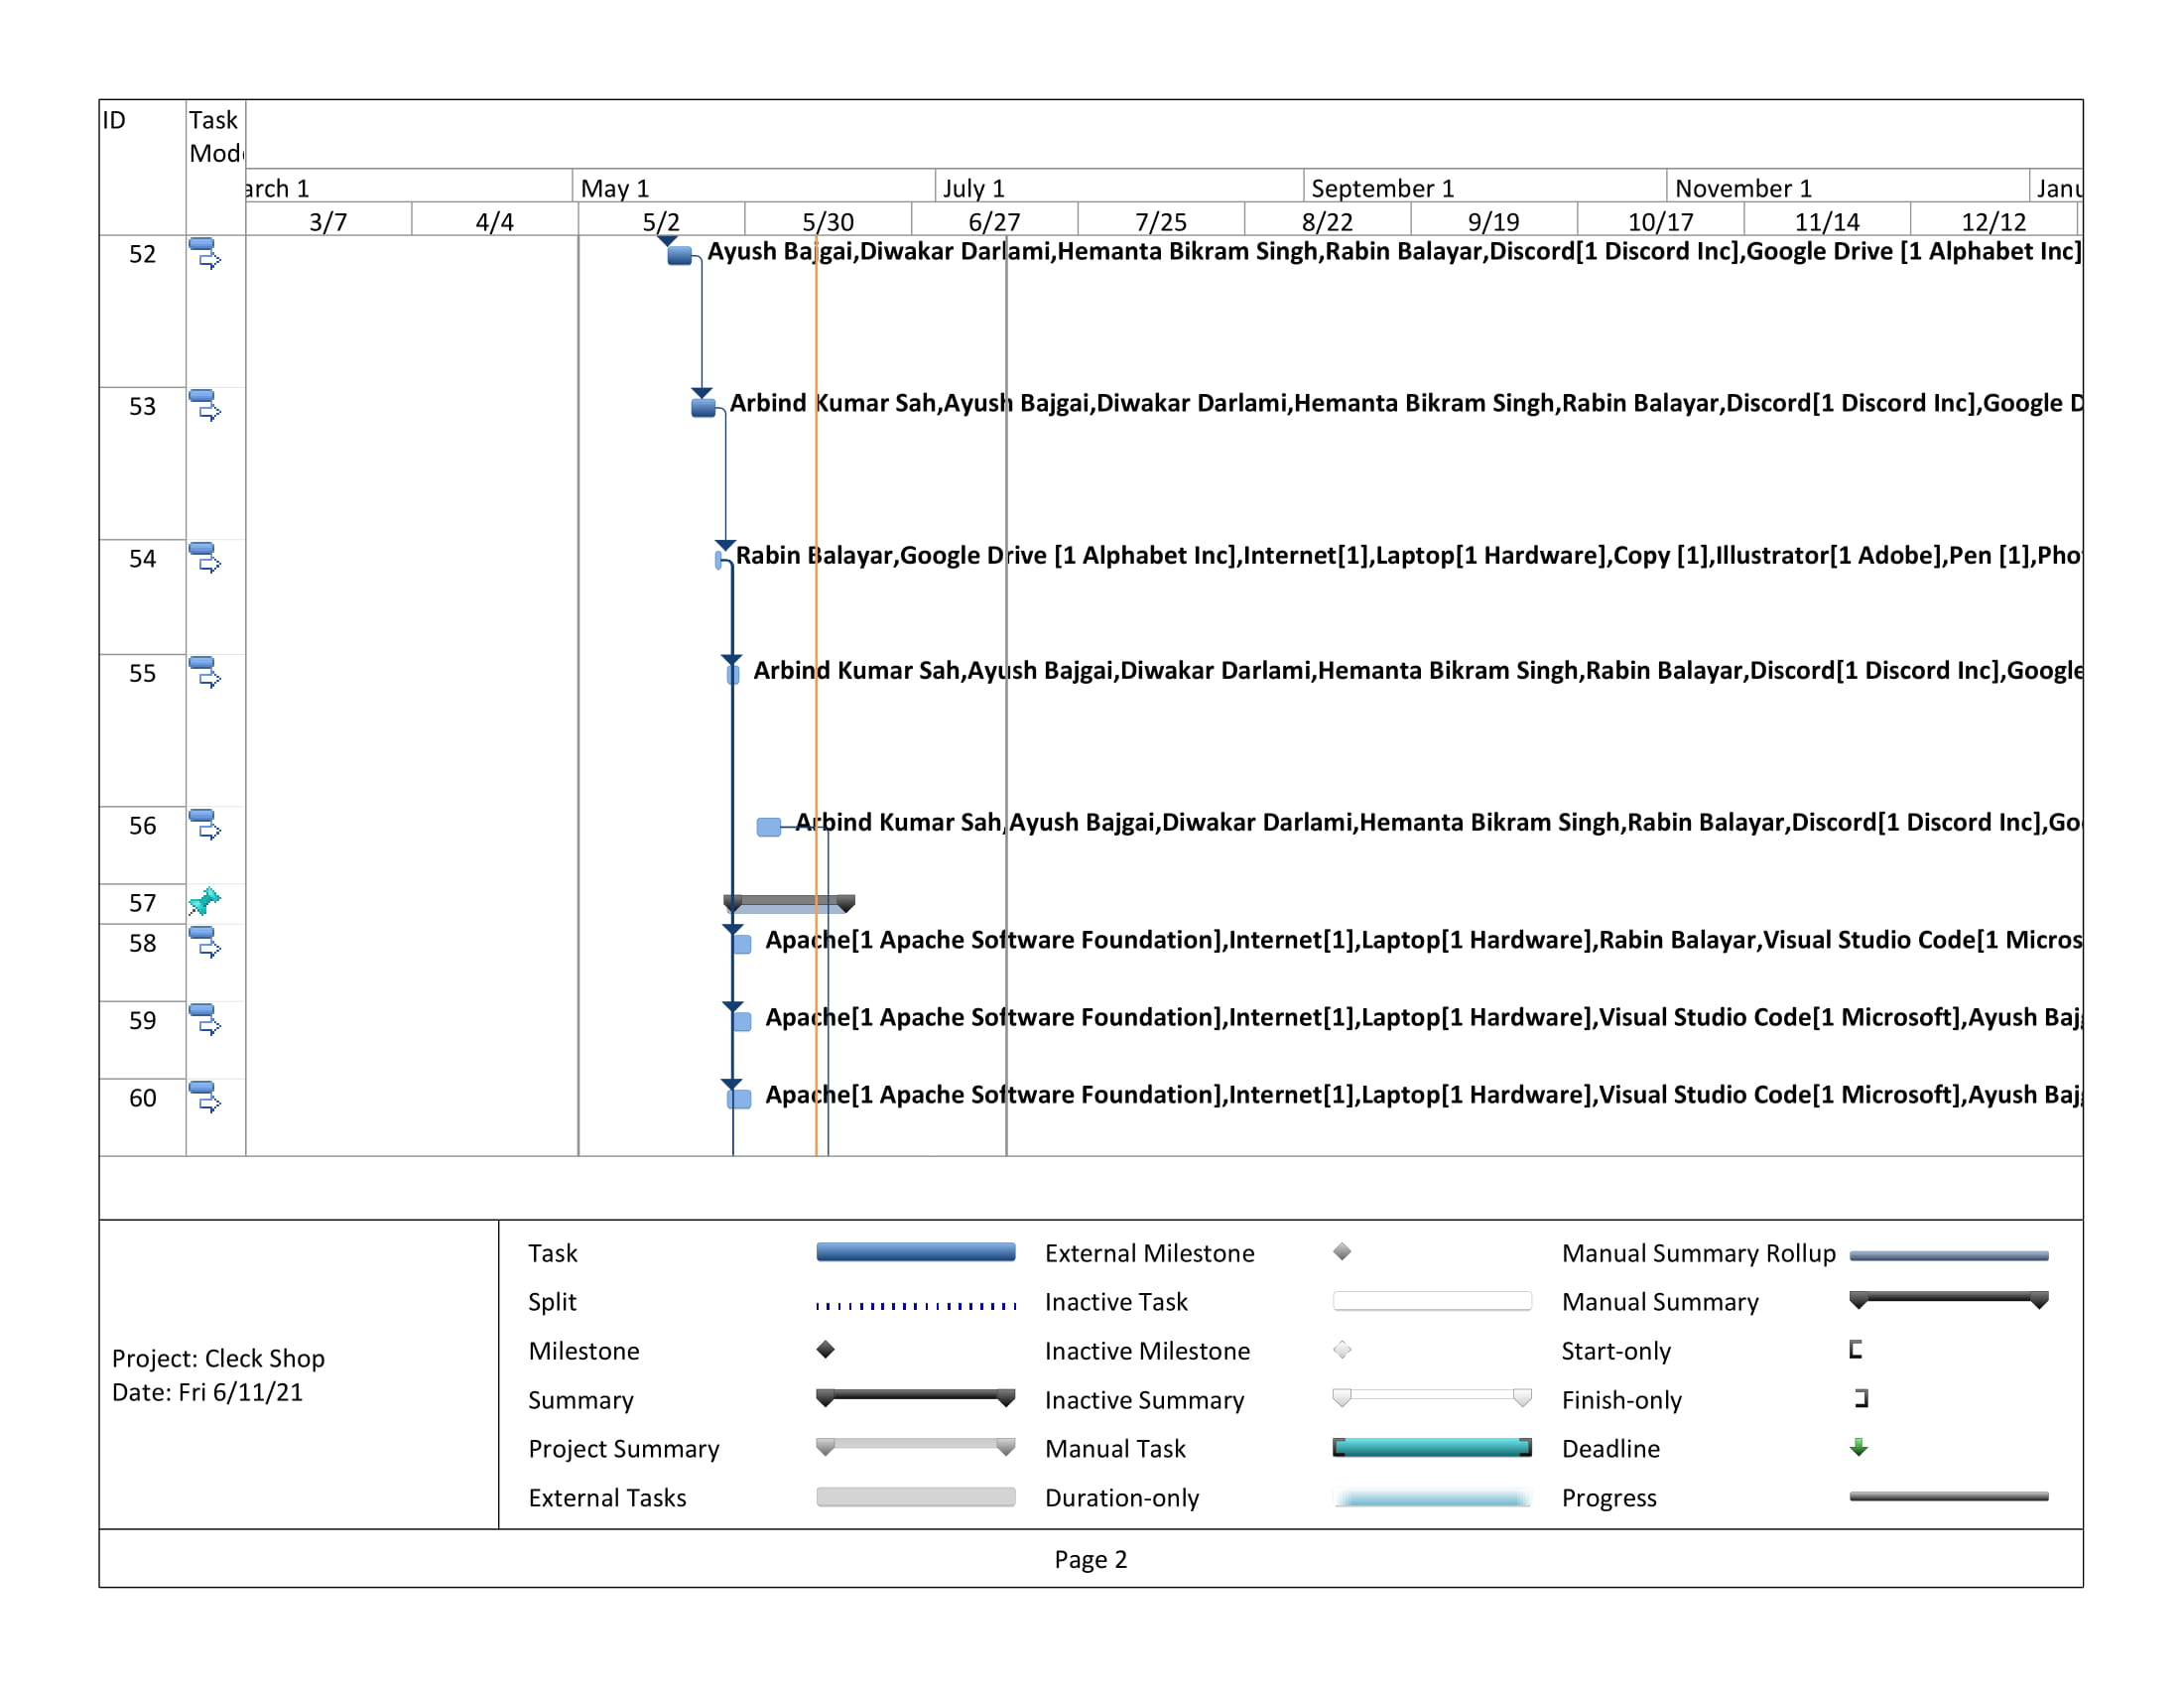 ID
Task
Mod
arch 1 May 1 July 1 September 1 November 1 Janu
3/7 4/4 5/2 5/30 6/27 7/25 8/22 9/19 10/17 11/14 12/12
52 Ayush Bajgai,Diwakar Darlami,Hemanta Bikram Singh,Rabin Balayar,Discord[1 Discord Inc],Google Drive [1 Alphabet Inc]
53 Arbind Kumar Sah,Ayush Bajgai,Diwakar Darlami,Hemanta Bikram Singh,Rabin Balayar,Discord[1 Discord Inc],Google D
54 Rabin Balayar,Google Drive [1 Alphabet Inc],Internet[1],Laptop[1 Hardware],Copy [1],Illustrator[1 Adobe],Pen [1],Pho
55 Arbind Kumar Sah,Ayush Bajgai,Diwakar Darlami,Hemanta Bikram Singh,Rabin Balayar,Discord[1 Discord Inc],Google
56 Arbind Kumar Sah,Ayush Bajgai,Diwakar Darlami,Hemanta Bikram Singh,Rabin Balayar,Discord[1 Discord Inc],Go
57
58 Apache[1 Apache Software Foundation],Internet[1],Laptop[1 Hardware],Rabin Balayar,Visual Studio Code[1 Micros
59 Apache[1 Apache Software Foundation],Internet[1],Laptop[1 Hardware],Visual Studio Code[1 Microsoft],Ayush Baj
60 Apache[1 Apache Software Foundation],Internet[1],Laptop[1 Hardware],Visual Studio Code[1 Microsoft],Ayush Baj
Project: Cleck Shop
Date: Fri 6/11/21
Task
Split
Milestone
Summary
Project Summary
External Tasks
External Milestone
Inactive Task
Inactive Milestone
Inactive Summary
Manual Task
Duration-only
Manual Summary Rollup
Manual Summary
Start-only
Finish-only
Deadline
Progress
Page 2